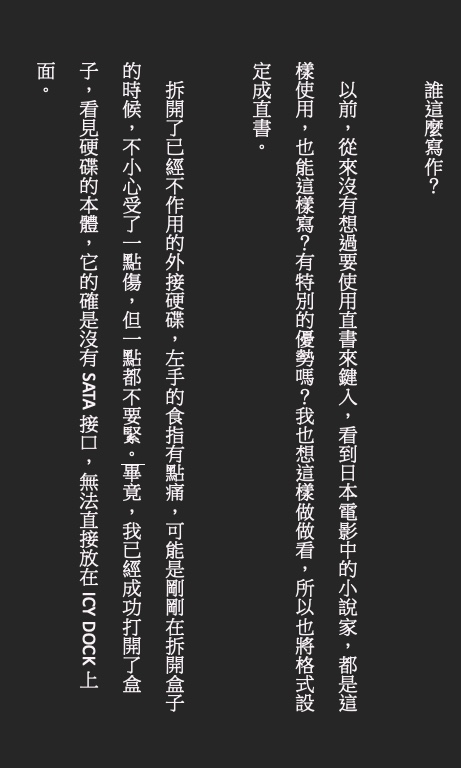 誰這麼寫作？
以前，從來沒有想過要使用直書來鍵入，看到日本電影中的小說家，都是這
樣使用，也能這樣寫？有特別的優勢嗎？我也想這樣做做看，所以也將格式設
定成直書。
拆開了已經不作用的外接硬碟，左手的食指有點痛，可能是剛剛在拆開盒子
的時候，不小心受了一點傷，但一點都不要緊。畢竟，我已經成功打開了盒
子，看見硬碟的本體，它的確是沒有 SATA 接口，無法直接放在 ICY DOCK 上
面。